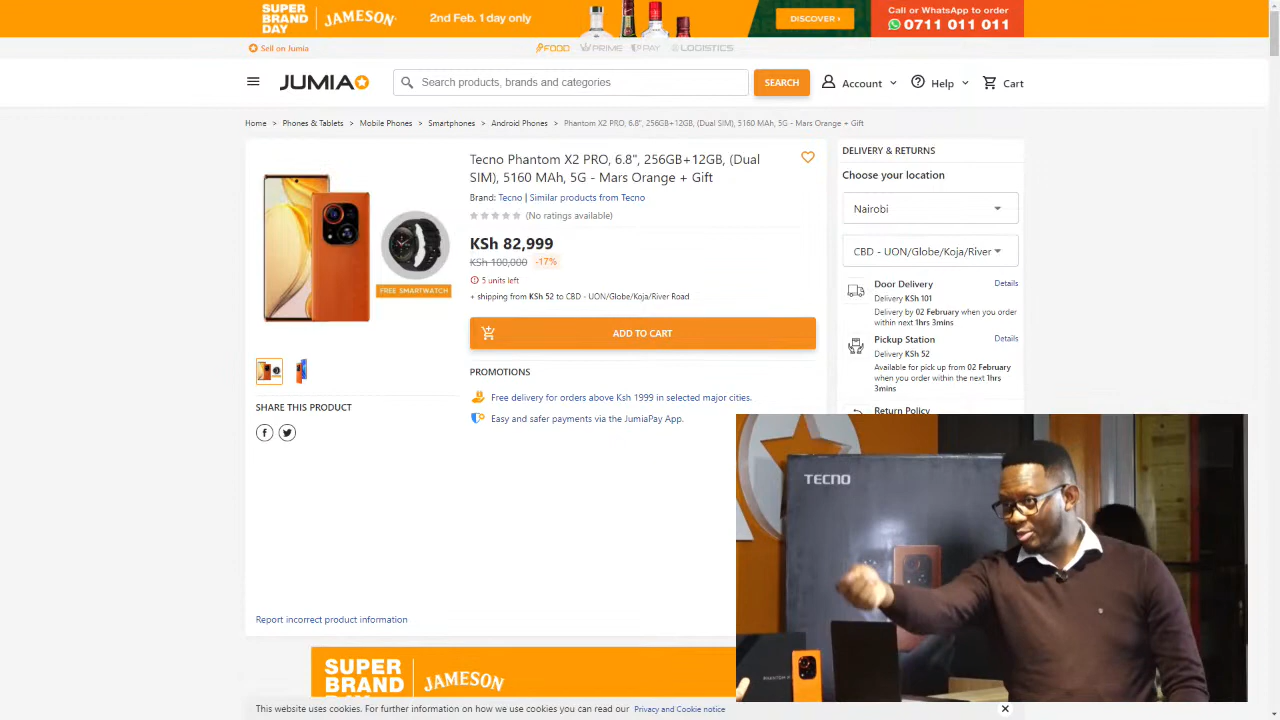 SUPER
BRAND
DAY
JAMESON
2nd Feb. 1 day only
DISCOVER ›
Call or WhatsApp to order
0711 011 011
Sell on Jumia
FOOD
PRIME
PAY
LOGISTICS
JUMIA
Search products, brands and categories
SEARCH
Account
Help
Cart
Home > Phones & Tablets > Mobile Phones > Smartphones > Android Phones > Phantom X2 PRO, 6.8", 256GB+12GB, (Dual SIM), 5160 MAh, 5G - Mars Orange + Gift
FREE SMARTWATCH
SHARE THIS PRODUCT
Report incorrect product information
Tecno Phantom X2 PRO, 6.8", 256GB+12GB, (Dual
SIM), 5160 MAh, 5G - Mars Orange + Gift
Brand: Tecno | Similar products from Tecno
(No ratings available)
KSh 82,999
KSh 100,000 -17%
5 units left
+ shipping from KSh 52 to CBD - UON/Globe/Koja/River Road
ADD TO CART
PROMOTIONS
Free delivery for orders above Ksh 1999 in selected major cities.
Easy and safer payments via the JumiaPay App.
DELIVERY & RETURNS
Choose your location
Nairobi
CBD - UON/Globe/Koja/River
Door Delivery
Details
Delivery KSh 101
Delivery by 02 February when you order
within next 1hrs 3mins
Pickup Station
Details
Delivery KSh 52
Available for pick up from 02 February
when you order within the next 1hrs
3mins
Return Policy
TECNO
SUPER
BRAND
DAY
JAMESON
This website uses cookies. For further information on how we use cookies you can read our Privacy and Cookie notice